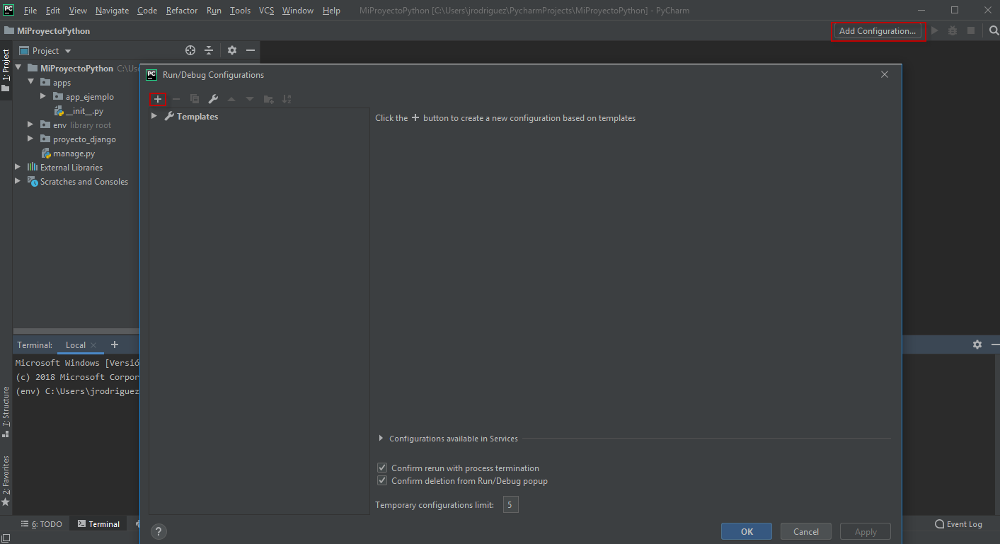 PC File Edit View Navigate Code Refactor Run Tools VCS Window Help MiProyectoPython [C:\Users\jrodriguez\PycharmProjects\MiProyectoPython] - PyCharm
MiProyectoPython Add Configuration...
1: Project
Project
MiProyectoPython C:\Use
apps
app_ejemplo
__init__.py
env library root
proyecto_django
manage.py
External Libraries
Scratches and Consoles
PC Run/Debug Configurations
Templates
Click the + button to create a new configuration based on templates
Configurations available in Services
Confirm rerun with process termination
Confirm deletion from Run/Debug popup
Temporary configurations limit: 5
? OK Cancel Apply
Terminal: Local +
Microsoft Windows [Versió
(c) 2018 Microsoft Corpor
(env) C:\Users\jrodriguez
7: Structure
2: Favorites
6: TODO Terminal Event Log